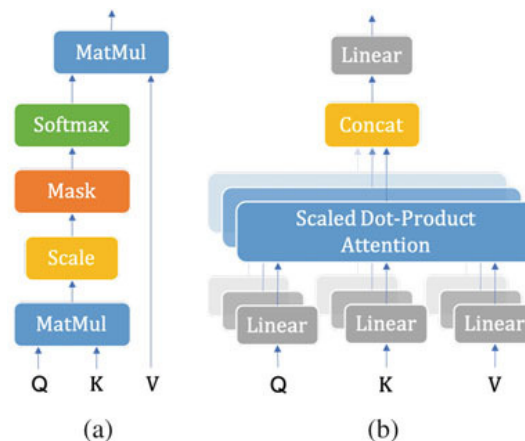 MatMul
Softmax
Mask
Scale
MatMul
Q K V
(a)
Linear
Concat
Scaled Dot-Product
Attention
Linear Linear Linear
Q K V
(b)